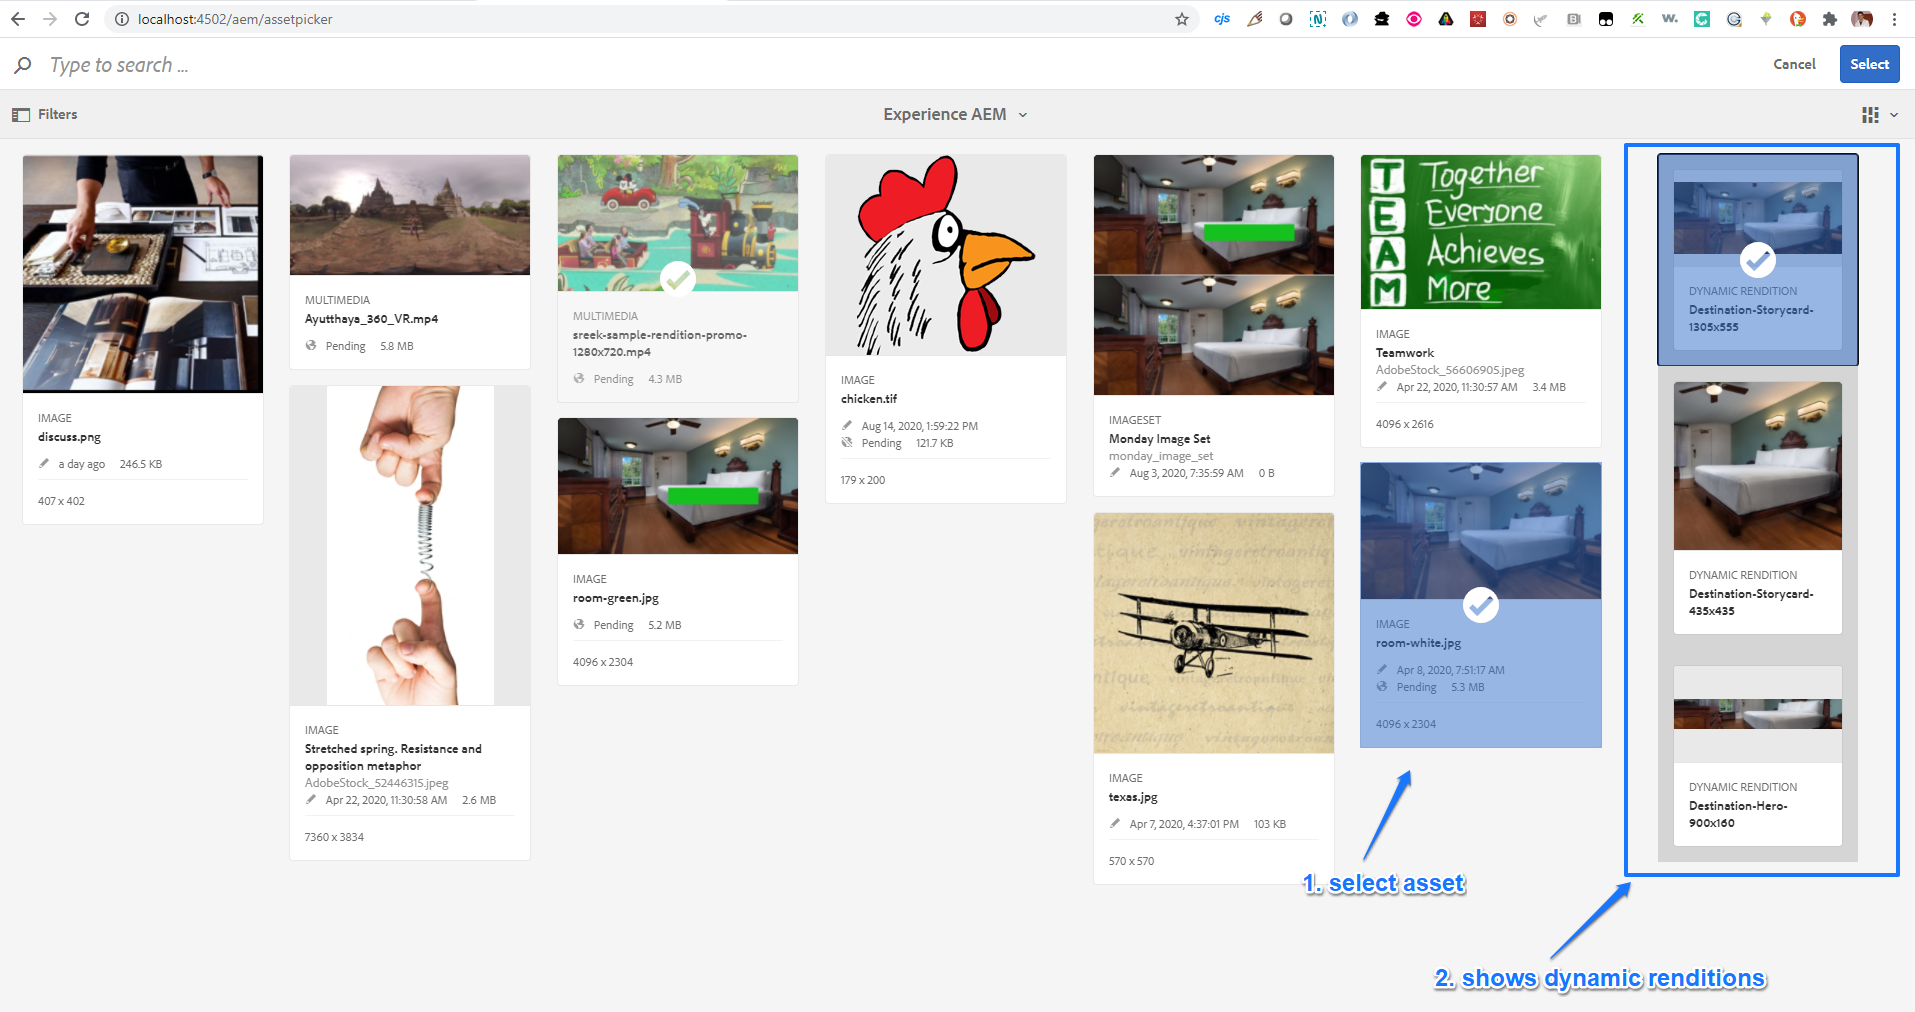 localhost:4502/aem/assetpicker
cjs
Type to search ...
Cancel
Select
Filters
Experience AEM
IMAGE
discuss.png
a day ago 246.5 KB
407 x 402
MULTIMEDIA
Ayutthaya_360_VR.mp4
Pending 5.8 MB
IMAGE
Stretched spring. Resistance and
opposition metaphor
AdobeStock_52446315.jpeg
Apr 22, 2020, 11:30:58 AM 2.6 MB
7360 x 3834
MULTIMEDIA
sreek-sample-rendition-promo-
1280x720.mp4
Pending 4.3 MB
IMAGE
room-green.jpg
Pending 5.2 MB
4096 x 2304
IMAGE
chicken.tif
Aug 14, 2020, 1:59:22 PM
Pending 121.7 KB
179 x 200
IMAGESET
Monday Image Set
monday_image_set
Aug 3, 2020, 7:35:59 AM 0 B
vintageretroantique
IMAGE
texas.jpg
Apr 7, 2020, 4:37:01 PM 103 KB
570 x 570
Together
Everyone
Achieves
More
IMAGE
Teamwork
AdobeStock_56606905.jpeg
Apr 22, 2020, 11:30:57 AM 3.4 MB
4096 x 2616
IMAGE
room-white.jpg
Apr 8, 2020, 7:51:17 AM
Pending 5.3 MB
4096 x 2304
1. select asset
DYNAMIC RENDITION
Destination-Storycard-
1305x555
DYNAMIC RENDITION
Destination-Storycard-
435x435
DYNAMIC RENDITION
Destination-Hero-
900x160
2. shows dynamic renditions